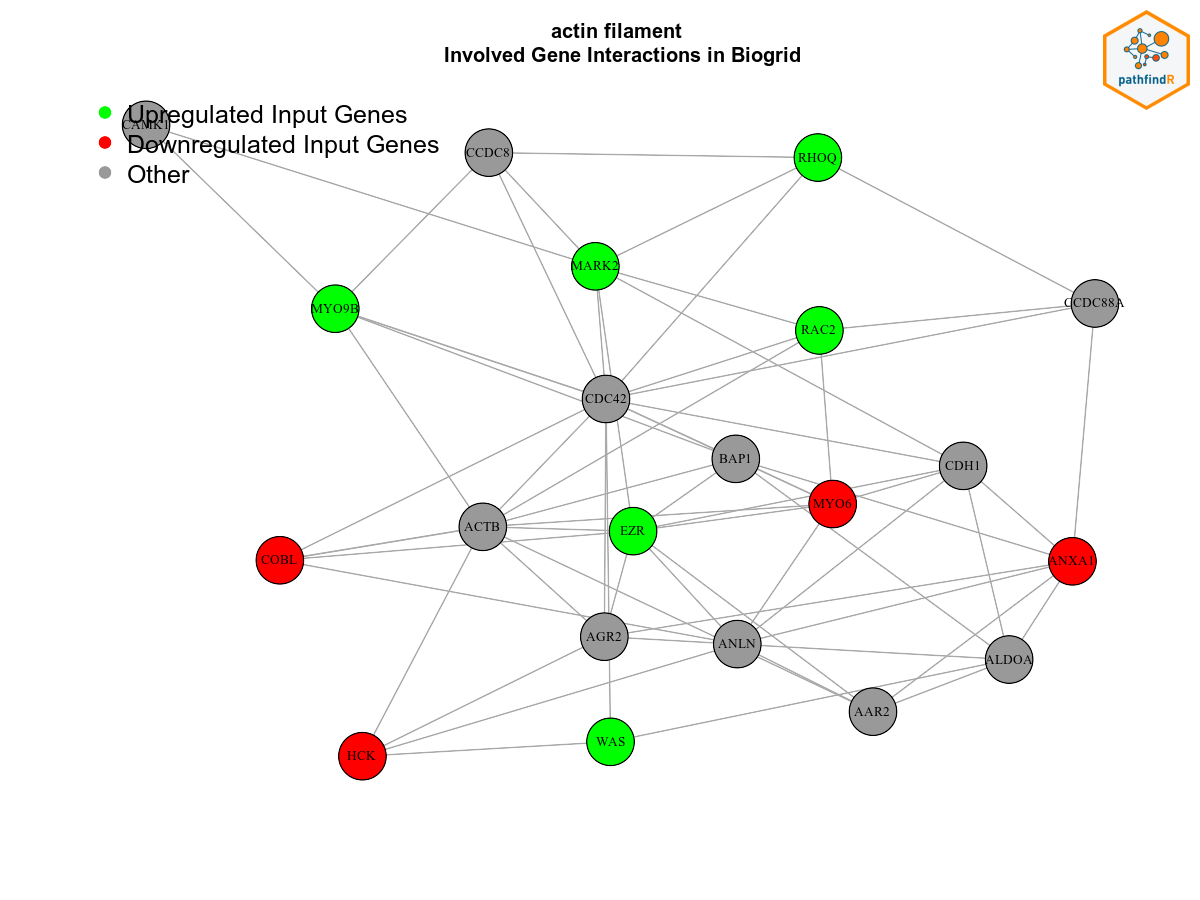 actin filament
Involved Gene Interactions in Biogrid
pathfindR
Upregulated Input Genes
CAMK1
Downregulated Input Genes
Other
CCDC8
RHOQ
MARK2
MYO9B
CCDC88A
RAC2
CDC42
BAP1
CDH1
MYO6
ACTB
EZR
COBL
ANXA1
AGR2
ANLN
ALDOA
AAR2
WAS
HCK